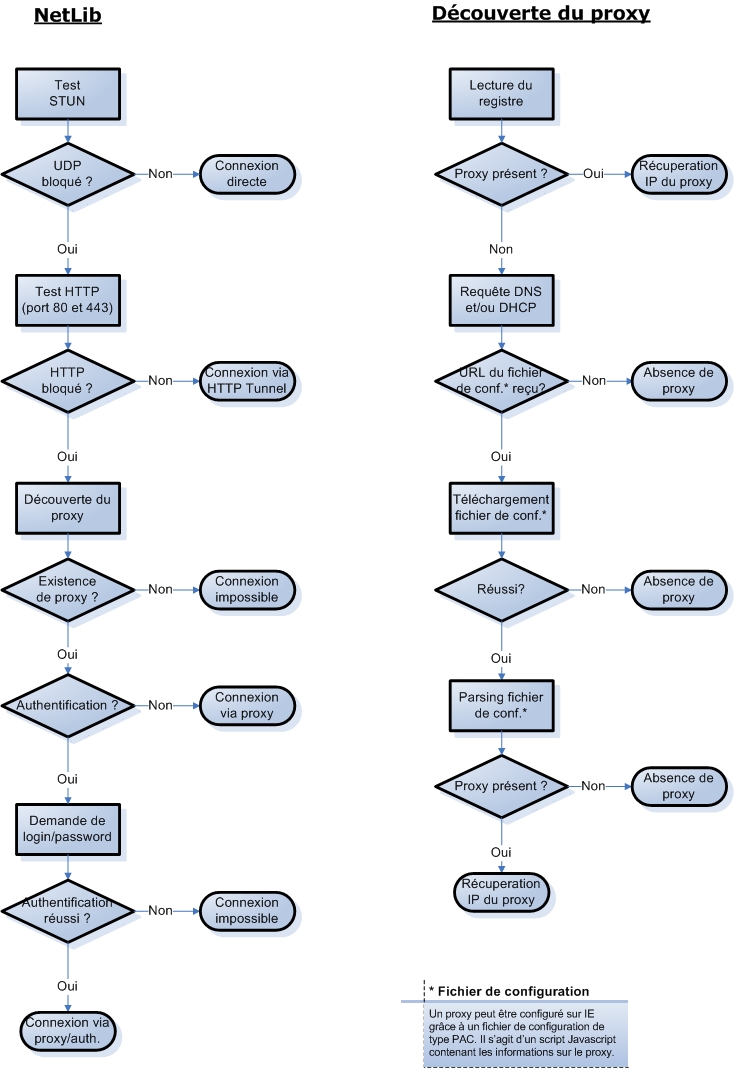 NetLib
Test
STUN
UDP
bloqué ?
Non
Connexion
directe
Oui
Test HTTP
(port 80 et 443)
HTTP
bloqué ?
Non
Connexion via
HTTP Tunnel
Oui
Découverte du
proxy
Existence
de proxy ?
Non
Connexion
impossible
Oui
Authentification ?
Non
Connexion
via proxy
Oui
Demande de
login/password
Authentification
réussi ?
Non
Connexion
impossible
Oui
Connexion via
proxy/auth.
Découverte du proxy
Lecture du
registre
Proxy présent ?
Oui
Récuperation
IP du proxy
Non
Requête DNS
et/ou DHCP
URL du fichier
de conf.* reçu?
Non
Absence de
proxy
Oui
Téléchargement
fichier de conf.*
Réussi?
Non
Absence de
proxy
Oui
Parsing fichier
de conf.*
Proxy présent ?
Non
Absence de
proxy
Oui
Récuperation
IP du proxy
* Fichier de configuration
Un proxy peut être configuré sur IE
grâce à un fichier de configuration de
type PAC. Il s'agit d'un script Javascript
contenant les informations sur le proxy.